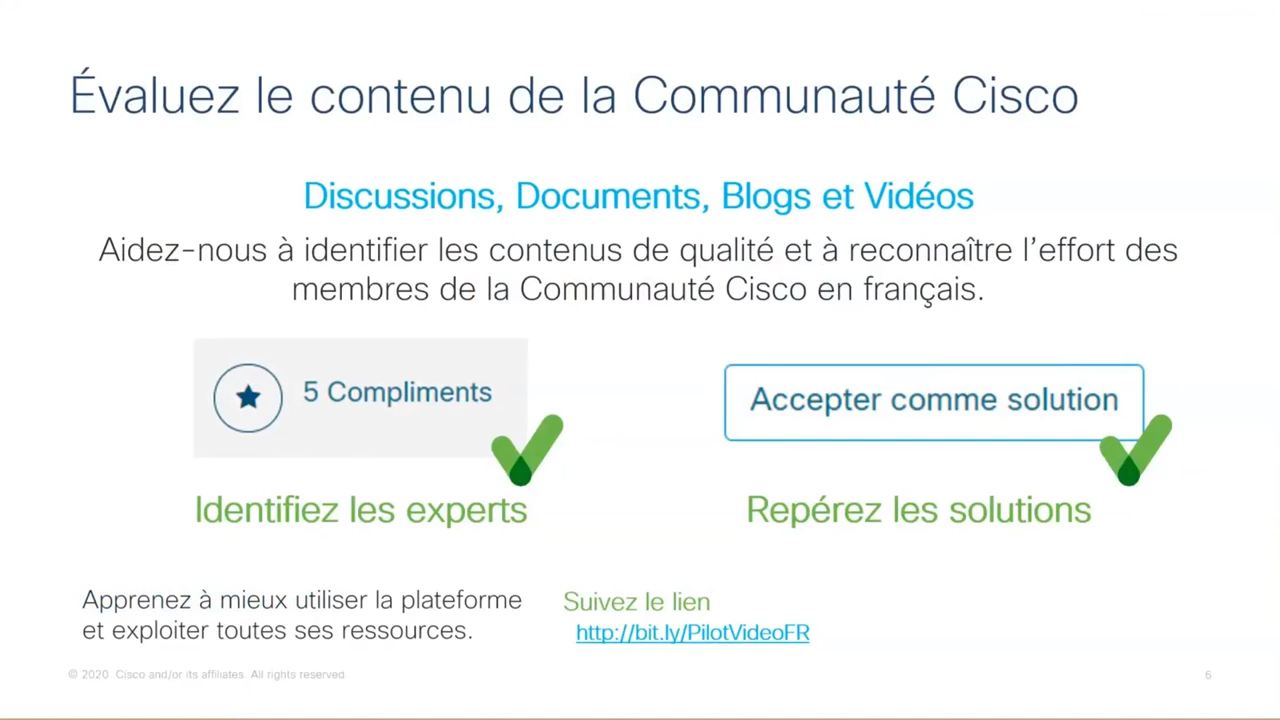 Évaluez le contenu de la Communauté Cisco
Discussions, Documents, Blogs et Vidéos
Aidez-nous à identifier les contenus de qualité et à reconnaître l’effort des
membres de la Communauté Cisco en français.
5 Compliments
Accepter comme solution
Identifiez les experts
Repérez les solutions
Apprenez à mieux utiliser la plateforme
et exploiter toutes ses ressources.
Suivez le lien
http://bit.ly/PilotVideoFR
© 2020 Cisco and/or its affiliates. All rights reserved
6